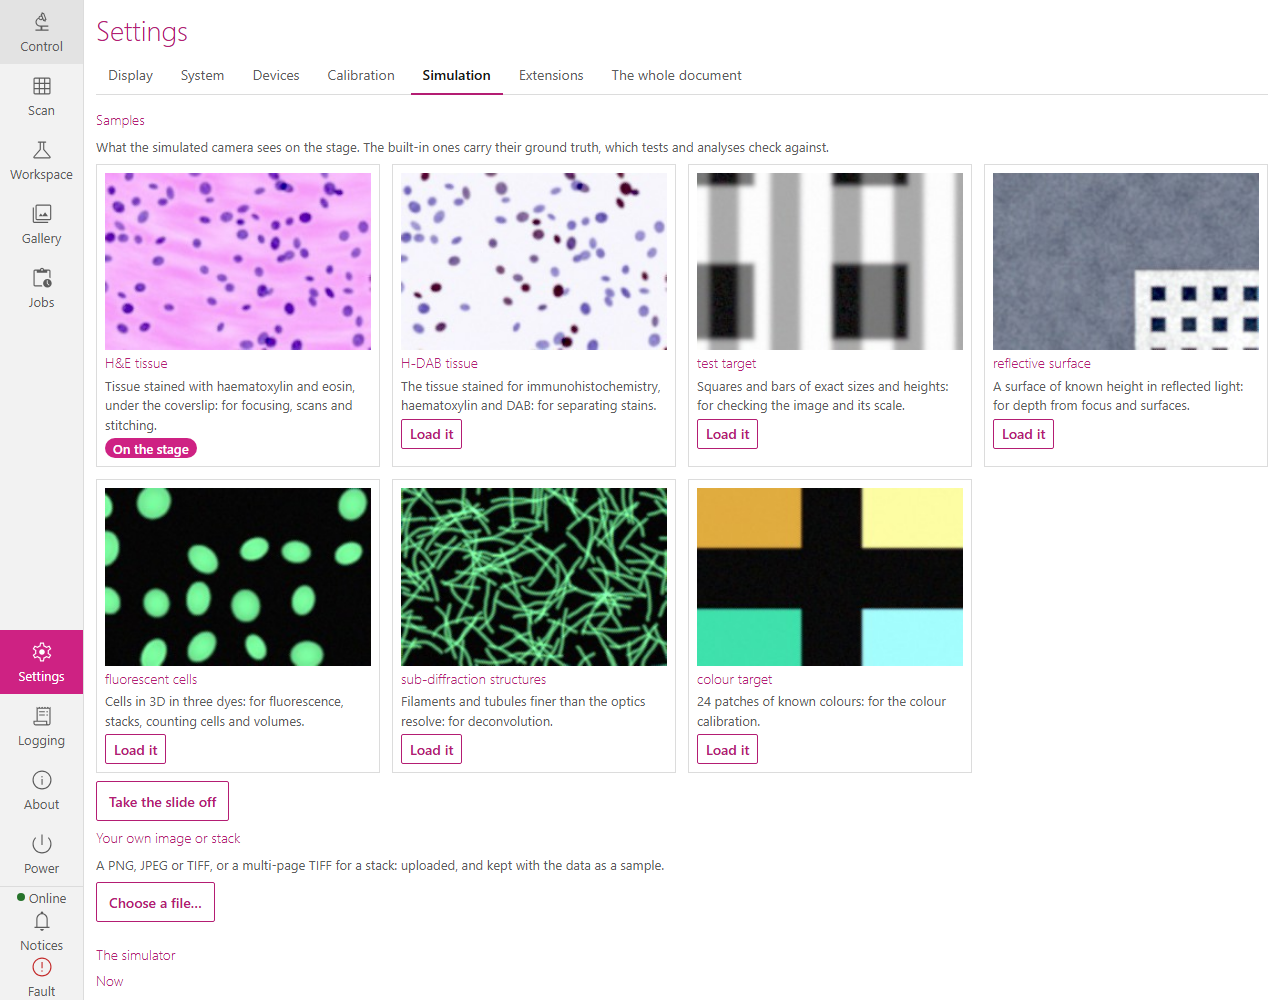 Control
Scan
Workspace
Gallery
Jobs
Settings
Logging
About
Power
Online
Notices
Fault
Settings
Display System Devices Calibration Simulation Extensions The whole document
Samples
What the simulated camera sees on the stage. The built-in ones carry their ground truth, which tests and analyses check against.
H&E tissue
Tissue stained with haematoxylin and eosin,
under the coverslip: for focusing, scans and
stitching.
On the stage
H-DAB tissue
The tissue stained for immunohistochemistry,
haematoxylin and DAB: for separating stains.
Load it
test target
Squares and bars of exact sizes and heights:
for checking the image and its scale.
Load it
reflective surface
A surface of known height in reflected light:
for depth from focus and surfaces.
Load it
fluorescent cells
Cells in 3D in three dyes: for fluorescence,
stacks, counting cells and volumes.
Load it
sub-diffraction structures
Filaments and tubules finer than the optics
resolve: for deconvolution.
Load it
colour target
24 patches of known colours: for the colour
calibration.
Load it
Take the slide off
Your own image or stack
A PNG, JPEG or TIFF, or a multi-page TIFF for a stack: uploaded, and kept with the data as a sample.
Choose a file...
The simulator
Now